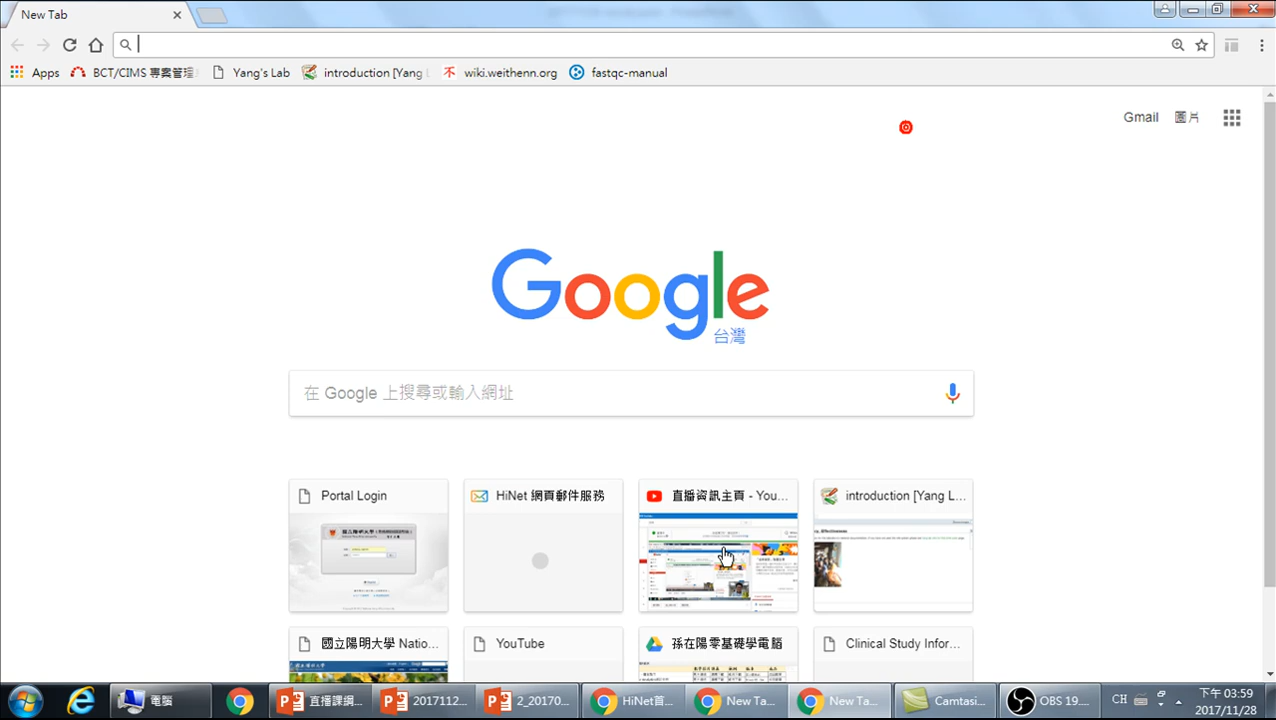 New Tab
Apps
BCT/CIMS 專案管理
Yang's Lab
introduction [Yang L
wiki.weithenn.org
fastqc-manual
Gmail
圖片
Google
台灣
在 Google 上搜尋或輸入網址
Portal Login
HiNet 網頁郵件服務
直播資訊主頁 - You...
introduction [Yang L...
國立陽明大學 Natio...
YouTube
孫在陽零基礎學電腦
Clinical Study Infor...
電腦
直播課綱...
2017112...
2_20170...
HiNet首...
New Ta...
New Ta...
Camtasi...
OBS 19....
CH
下午 03:59
2017/11/28